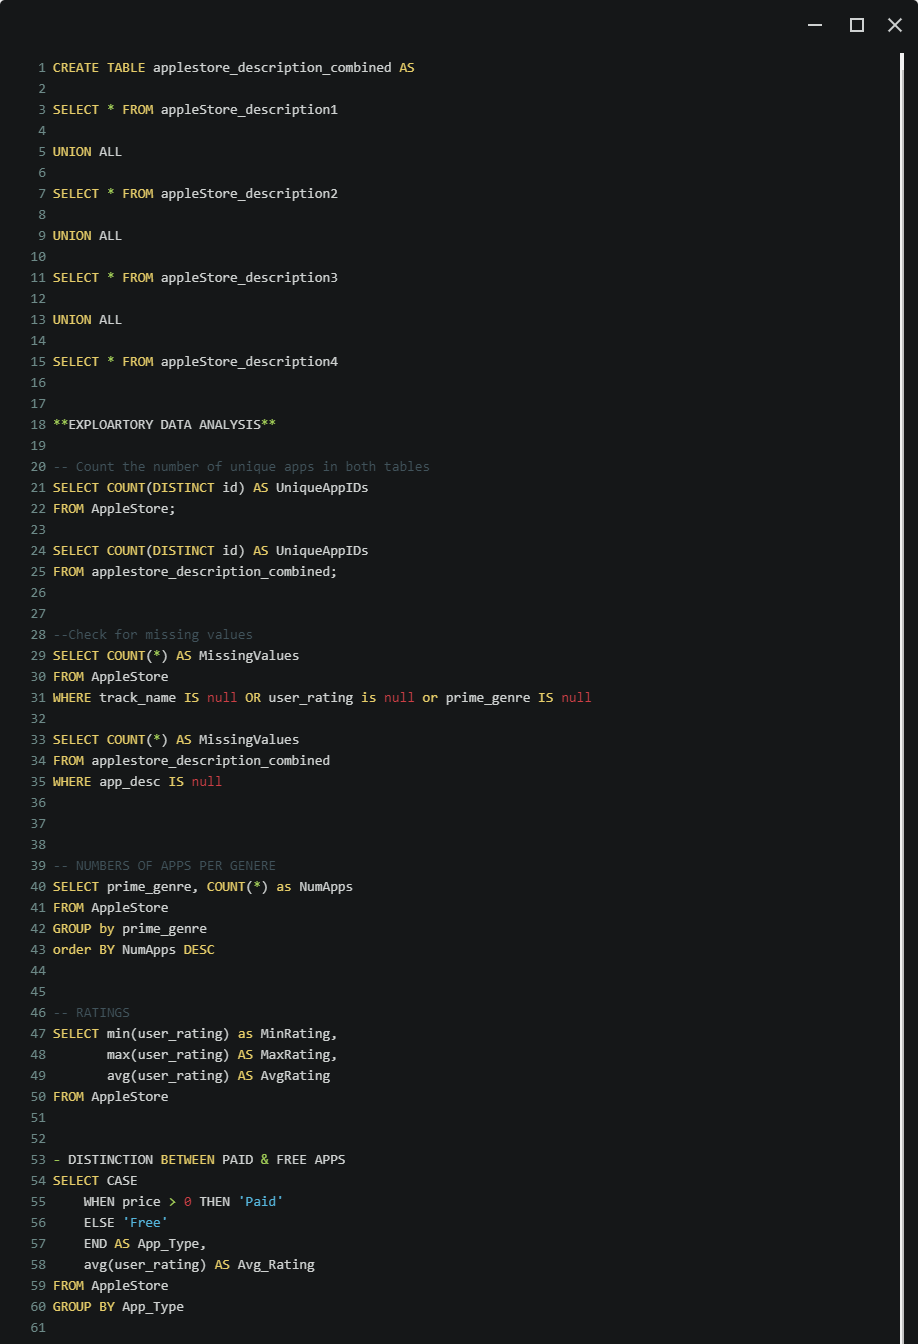 1 CREATE TABLE applestore_description_combined AS
2
3 SELECT * FROM appleStore_description1
4
5 UNION ALL
6
7 SELECT * FROM appleStore_description2
8
9 UNION ALL
10
11 SELECT * FROM appleStore_description3
12
13 UNION ALL
14
15 SELECT * FROM appleStore_description4
16
17
18 **EXPLOARTORY DATA ANALYSIS**
19
20 -- Count the number of unique apps in both tables
21 SELECT COUNT(DISTINCT id) AS UniqueAppIDs
22 FROM AppleStore;
23
24 SELECT COUNT(DISTINCT id) AS UniqueAppIDs
25 FROM applestore_description_combined;
26
27
28 --Check for missing values
29 SELECT COUNT(*) AS MissingValues
30 FROM AppleStore
31 WHERE track_name IS null OR user_rating is null or prime_genre IS null
32
33 SELECT COUNT(*) AS MissingValues
34 FROM applestore_description_combined
35 WHERE app_desc IS null
36
37
38
39 -- NUMBERS OF APPS PER GENERE
40 SELECT prime_genre, COUNT(*) as NumApps
41 FROM AppleStore
42 GROUP by prime_genre
43 order BY NumApps DESC
44
45
46 -- RATINGS
47 SELECT min(user_rating) as MinRating,
48        max(user_rating) AS MaxRating,
49        avg(user_rating) AS AvgRating
50 FROM AppleStore
51
52
53 - DISTINCTION BETWEEN PAID & FREE APPS
54 SELECT CASE
55     WHEN price > 0 THEN 'Paid'
56     ELSE 'Free'
57     END AS App_Type,
58     avg(user_rating) AS Avg_Rating
59 FROM AppleStore
60 GROUP BY App_Type
61